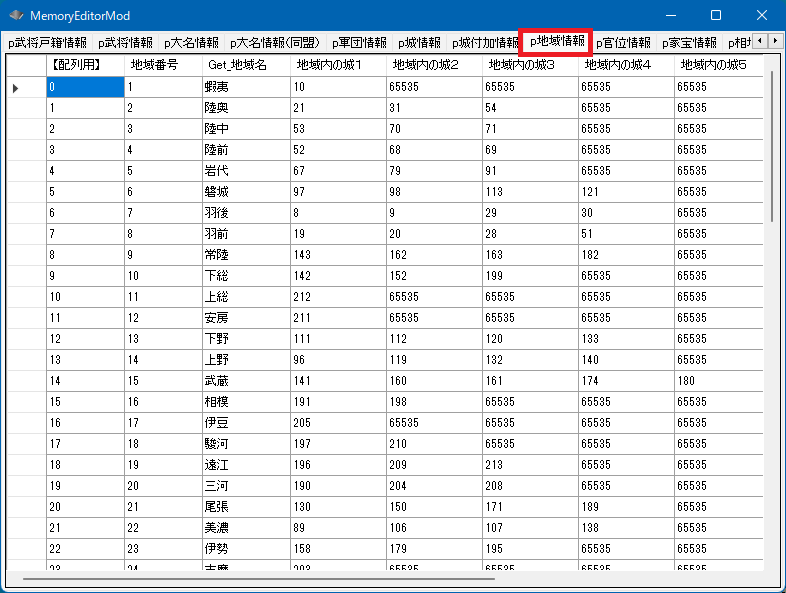 MemoryEditorMod
p武将戸籍情報 p武将情報 p大名情報 p大名情報(同盟) p軍団情報 p城情報 p城付加情報 p地域情報 p官位情報 p家宝情報 p相
【配列用】 地域番号 Get_地域名 地域内の城1 地域内の城2 地域内の城3 地域内の城4 地域内の城5
0 1 蝦夷 10 65535 65535 65535 65535
1 2 陸奥 21 31 54 65535 65535
2 3 陸中 53 70 71 65535 65535
3 4 陸前 52 68 69 65535 65535
4 5 岩代 67 79 91 65535 65535
5 6 磐城 97 98 113 121 65535
6 7 羽後 8 9 29 30 65535
7 8 羽前 19 20 28 51 65535
8 9 常陸 143 162 163 182 65535
9 10 下総 142 152 199 65535 65535
10 11 上総 212 65535 65535 65535 65535
11 12 安房 211 65535 65535 65535 65535
12 13 下野 111 112 120 133 65535
13 14 上野 96 119 132 140 65535
14 15 武蔵 141 160 161 174 180
15 16 相模 191 198 65535 65535 65535
16 17 伊豆 205 65535 65535 65535 65535
17 18 駿河 197 210 65535 65535 65535
18 19 遠江 196 209 213 65535 65535
19 20 三河 190 204 208 65535 65535
20 21 尾張 130 150 171 189 65535
21 22 美濃 89 106 107 138 65535
22 23 伊勢 158 179 195 65535 65535
23 24 志摩 203 65535 65535 65535 65535